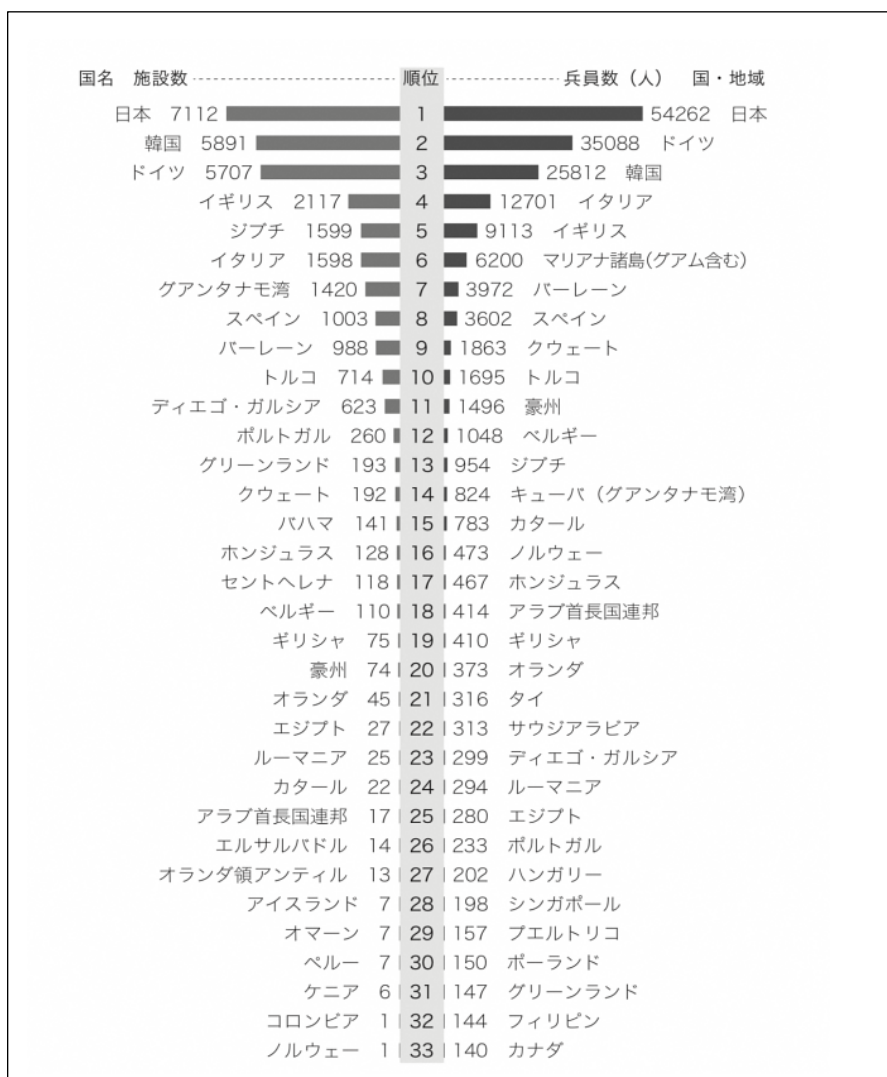 国名 施設数 順位 兵員数（人） 国・地域
日本 7112 1 54262 日本
韓国 5891 2 35088 ドイツ
ドイツ 5707 3 25812 韓国
イギリス 2117 4 12701 イタリア
ジブチ 1599 5 9113 イギリス
イタリア 1598 6 6200 マリアナ諸島(グアム含む)
グアンタナモ湾 1420 7 3972 バーレーン
スペイン 1003 8 3602 スペイン
バーレーン 988 9 1863 クウェート
トルコ 714 10 1695 トルコ
ディエゴ・ガルシア 623 11 1496 豪州
ポルトガル 260 12 1048 ベルギー
グリーンランド 193 13 954 ジブチ
クウェート 192 14 824 キューバ（グアンタナモ湾）
バハマ 141 15 783 カタール
ホンジュラス 128 16 473 ノルウェー
セントヘレナ 118 17 467 ホンジュラス
ベルギー 110 18 414 アラブ首長国連邦
ギリシャ 75 19 410 ギリシャ
豪州 74 20 373 オランダ
オランダ 45 21 316 タイ
エジプト 27 22 313 サウジアラビア
ルーマニア 25 23 299 ディエゴ・ガルシア
カタール 22 24 294 ルーマニア
アラブ首長国連邦 17 25 280 エジプト
エルサルバドル 14 26 233 ポルトガル
オランダ領アンティル 13 27 202 ハンガリー
アイスランド 7 28 198 シンガポール
オマーン 7 29 157 プエルトリコ
ペルー 7 30 150 ポーランド
ケニア 6 31 147 グリーンランド
コロンビア 1 32 144 フィリピン
ノルウェー 1 33 140 カナダ